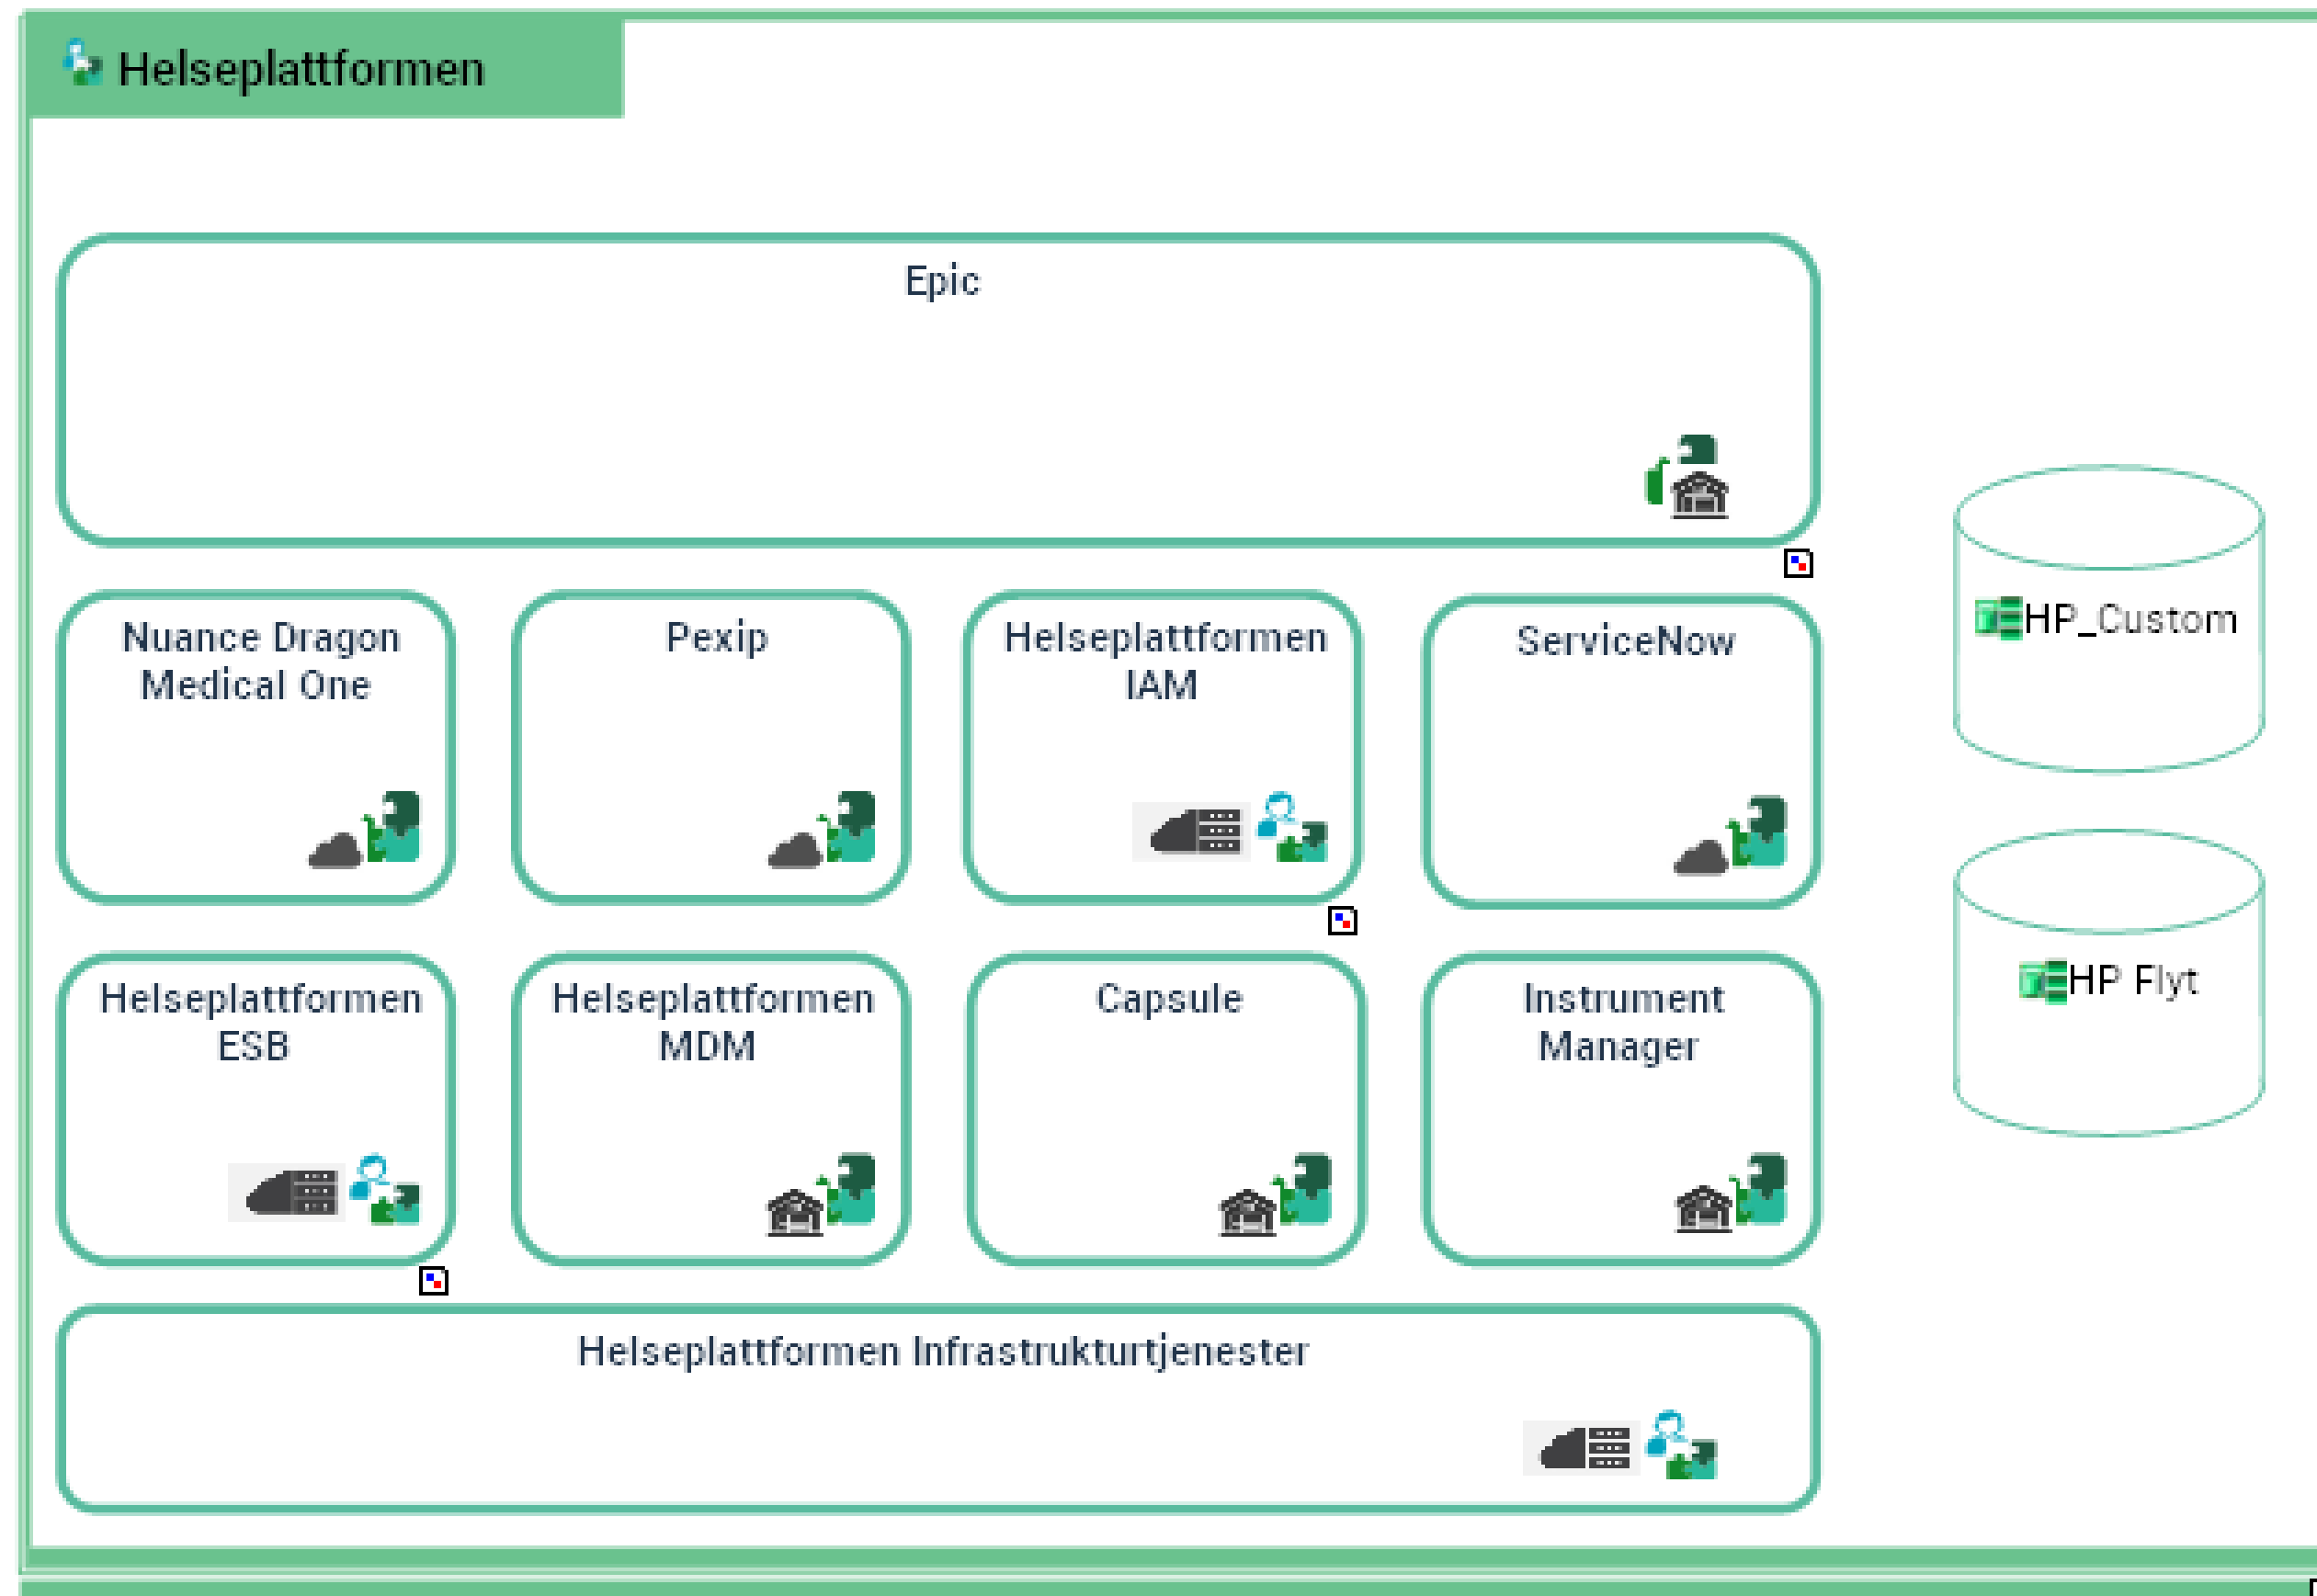 Helseplattformen
Epic
Nuance Dragon
Medical One
Pexip
Helseplattformen
IAM
ServiceNow
HP_Custom
Helseplattformen
ESB
Helseplattformen
MDM
Capsule
Instrument
Manager
HP Flyt
Helseplattformen Infrastrukturtjenester